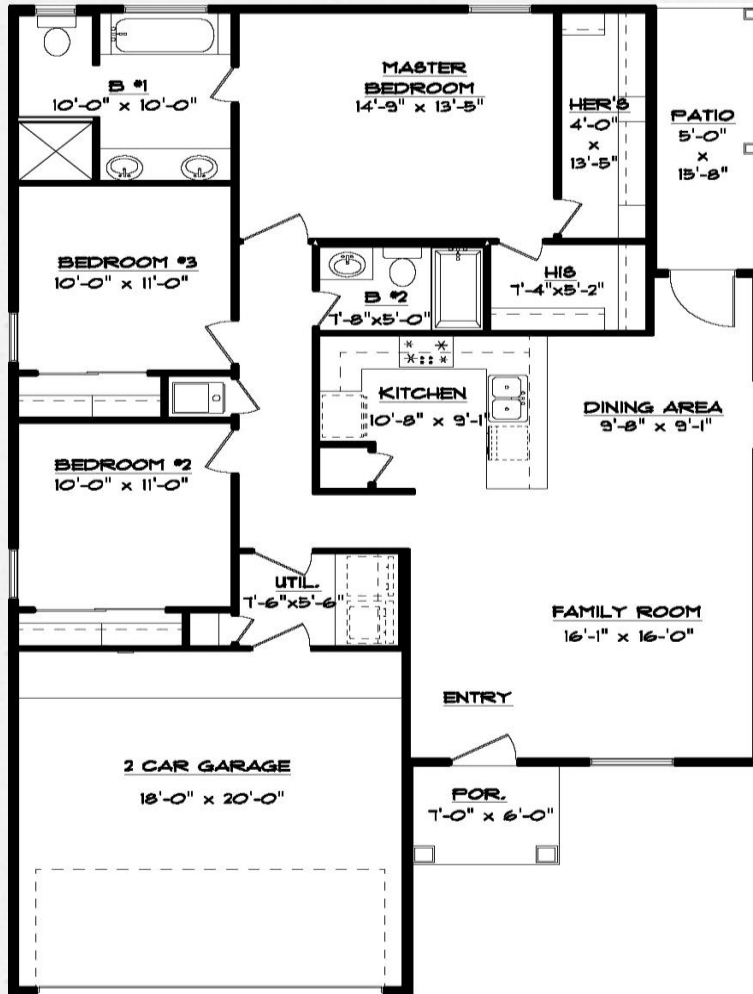 MASTER
BEDROOM
14'-9" x 13'-5"
B #1
10'-0" x 10'-0"
HER'S
4'-0"
x
13'-5"
PATIO
5'-0"
x
15'-8"
BEDROOM #3
10'-0" x 11'-0"
B #2
7'-8"x5'-0"
HIS
7'-4"x5'-2"
KITCHEN
10'-8" x 9'-1"
DINING AREA
9'-8" x 9'-1"
BEDROOM #2
10'-0" x 11'-0"
UTIL.
7'-6"x5'-6"
FAMILY ROOM
16'-1" x 16'-0"
ENTRY
2 CAR GARAGE
18'-0" x 20'-0"
POR.
7'-0" x 6'-0"